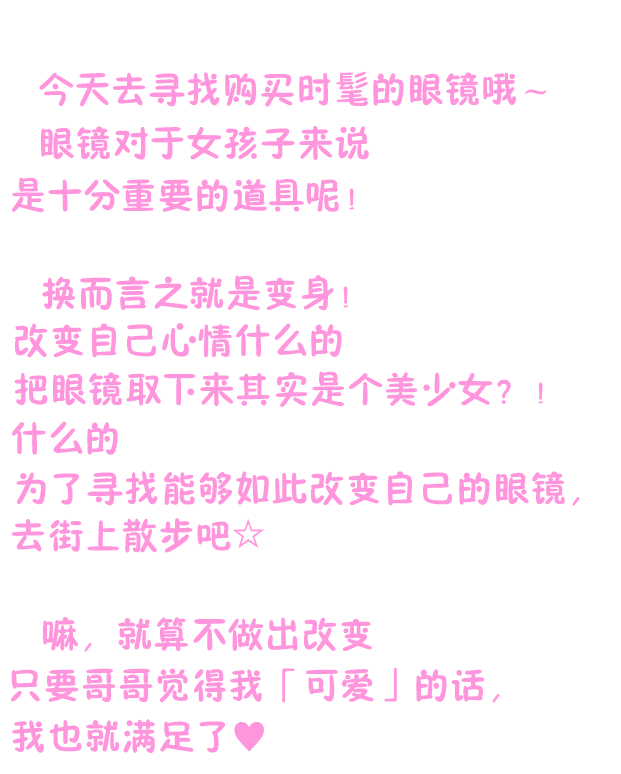 今天去寻找购买时髦的眼镜哦～
眼镜对于女孩子来说
是十分重要的道具呢！
换而言之就是变身！
改变自己心情什么的
把眼镜取下来其实是个美少女？！
什么的
为了寻找能够如此改变自己的眼镜，
去街上散步吧☆
嘛，就算不做出改变
只要哥哥觉得我「可爱」的话，
我也就满足了♥